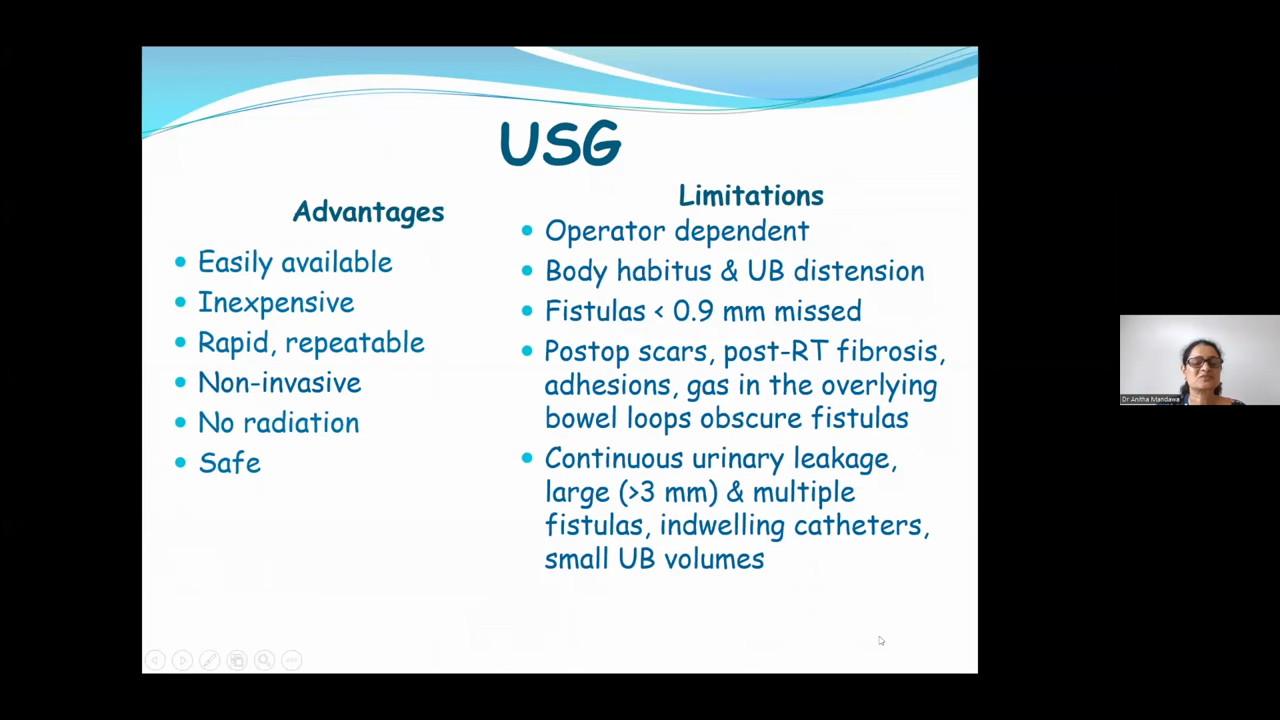 USG
Advantages
Easily available
Inexpensive
Rapid, repeatable
Non-invasive
No radiation
Safe
Limitations
Operator dependent
Body habitus & UB distension
Fistulas < 0.9 mm missed
Postop scars, post-RT fibrosis,
adhesions, gas in the overlying
bowel loops obscure fistulas
Continuous urinary leakage,
large (>3 mm) & multiple
fistulas, indwelling catheters,
small UB volumes
Dr Anitha Mandawa